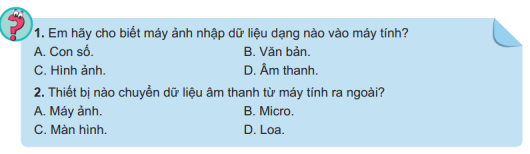 1. Em hãy cho biết máy ảnh nhập dữ liệu dạng nào vào máy tính?
A. Con số. B. Văn bản.
C. Hình ảnh. D. Âm thanh.
2. Thiết bị nào chuyển dữ liệu âm thanh từ máy tính ra ngoài?
A. Máy ảnh. B. Micro.
C. Màn hình. D. Loa.